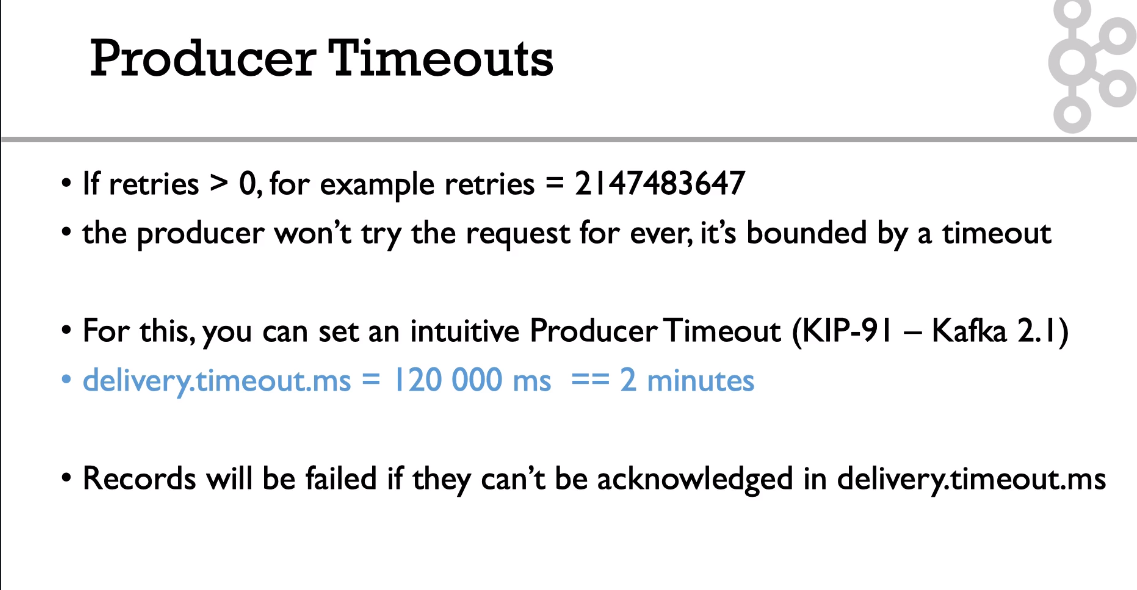 Producer Timeouts
• If retries > 0, for example retries = 2147483647
• the producer won't try the request for ever, it's bounded by a timeout
• For this, you can set an intuitive Producer Timeout (KIP-91 – Kafka 2.1)
• delivery.timeout.ms = 120 000 ms == 2 minutes
• Records will be failed if they can't be acknowledged in delivery.timeout.ms